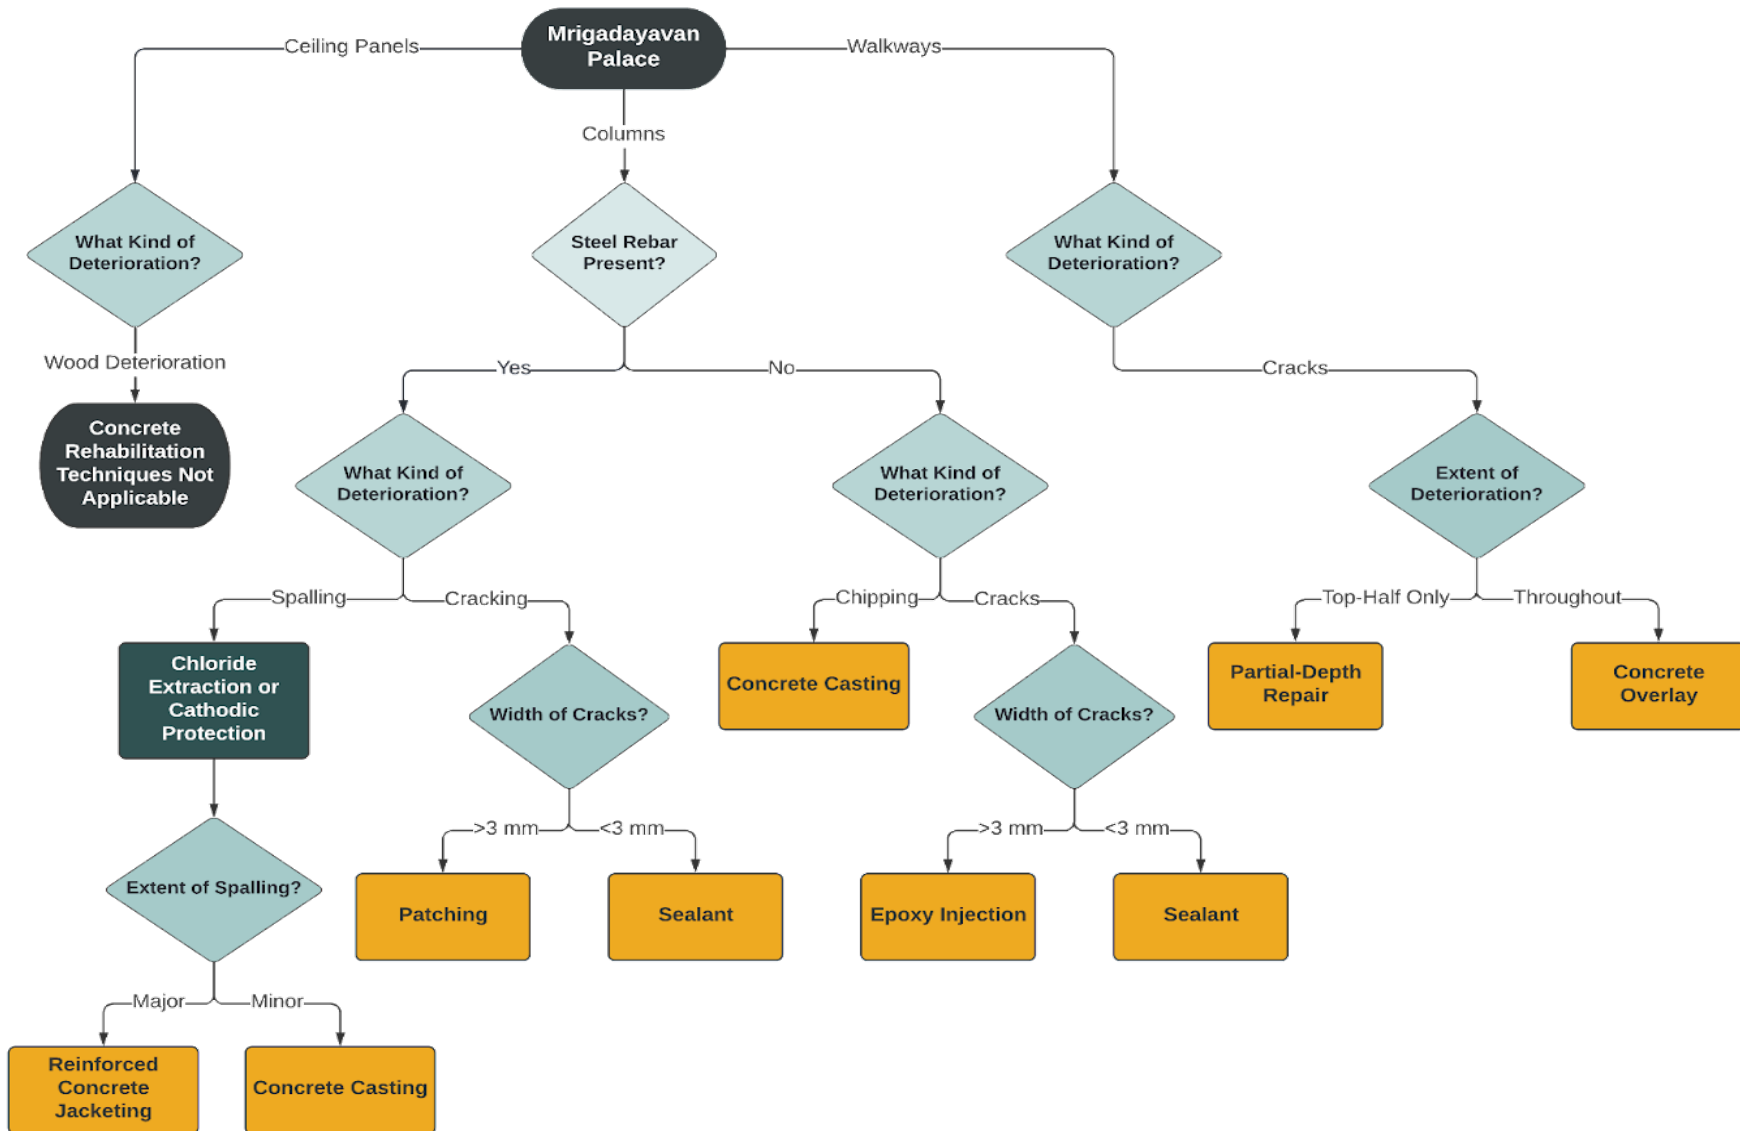 Mrigadayavan
Palace
Ceiling Panels
Walkways
Columns
What Kind of
Deterioration?
Steel Rebar
Present?
What Kind of
Deterioration?
Wood Deterioration
Yes
No
Cracks
Concrete
Rehabilitation
Techniques Not
Applicable
What Kind of
Deterioration?
What Kind of
Deterioration?
Extent of
Deterioration?
Spalling
Cracking
Chipping
Cracks
Top-Half Only
Throughout
Chloride
Extraction or
Cathodic
Protection
Width of Cracks?
Concrete Casting
Width of Cracks?
Partial-Depth
Repair
Concrete
Overlay
>3 mm
<3 mm
>3 mm
<3 mm
Extent of Spalling?
Patching
Sealant
Epoxy Injection
Sealant
Major
Minor
Reinforced
Concrete
Jacketing
Concrete Casting